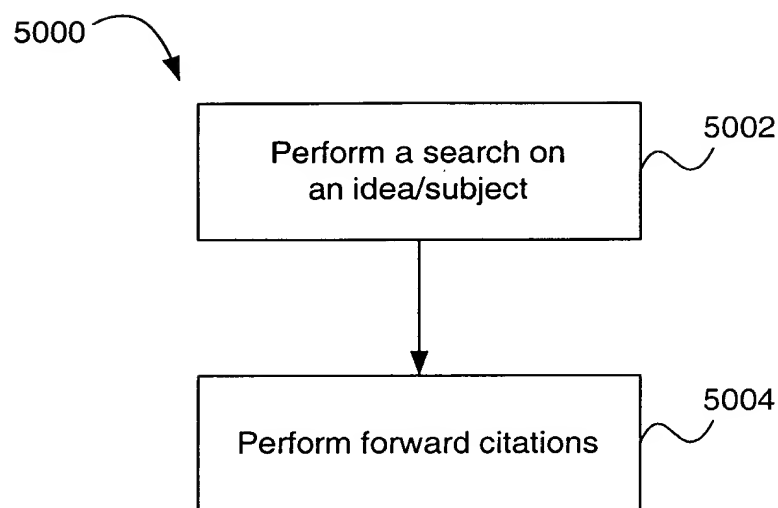 5000
5002
Perform a search on
an idea/subject
5004
Perform forward citations